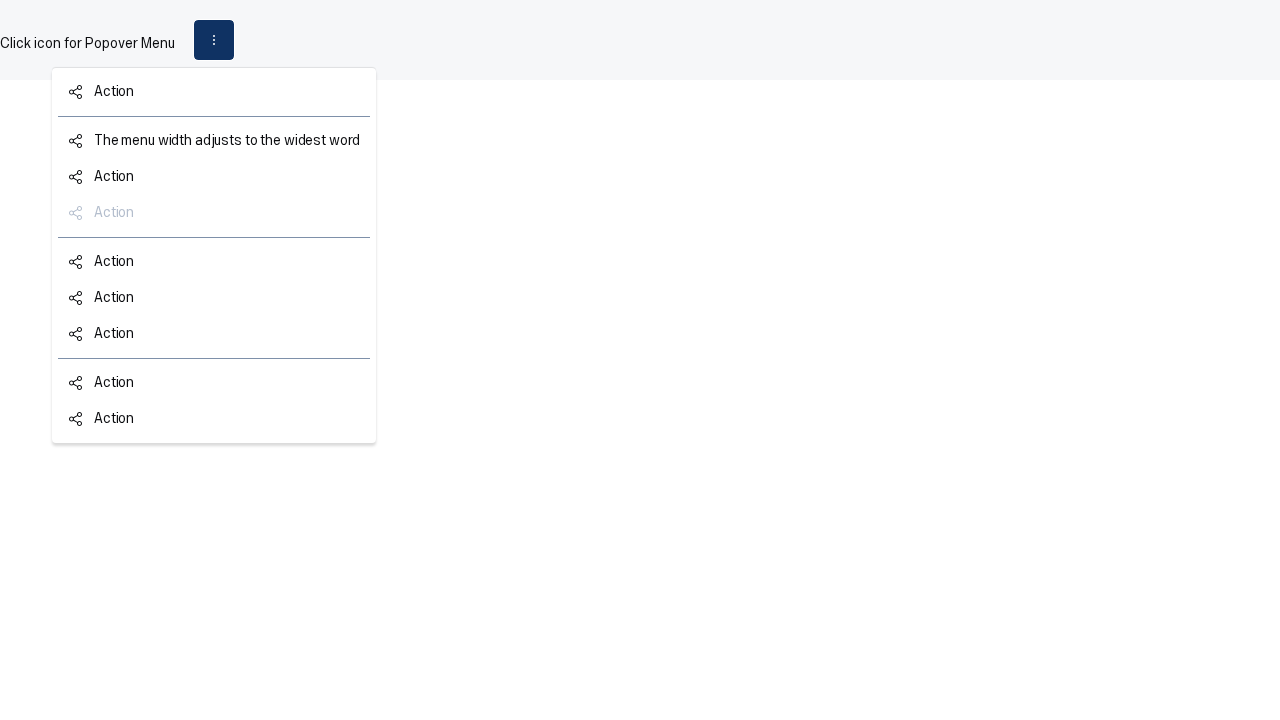 Click icon for Popover Menu
Action
The menu width adjusts to the widest word
Action
Action
Action
Action
Action
Action
Action